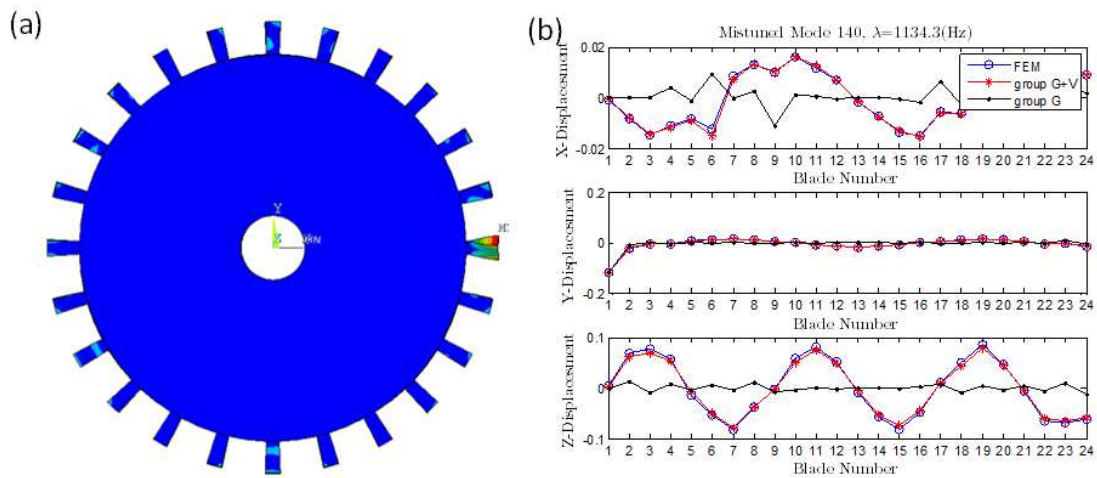 (a)
Y
Z
M
(b)
Mistuned Mode 140, λ=1134.3(Hz)
0.02
0
-0.02
X-Displacesment
FEM
group G+V
group G
1 2 3 4 5 6 7 8 9 10 11 12 13 14 15 16 17 18 19 20 21 22 23 24
Blade Number
0.2
0
-0.2
Y-Displacesment
1 2 3 4 5 6 7 8 9 10 11 12 13 14 15 16 17 18 19 20 21 22 23 24
Blade Number
0.1
0
-0.1
Z-Displacesment
1 2 3 4 5 6 7 8 9 10 11 12 13 14 15 16 17 18 19 20 21 22 23 24
Blade Number